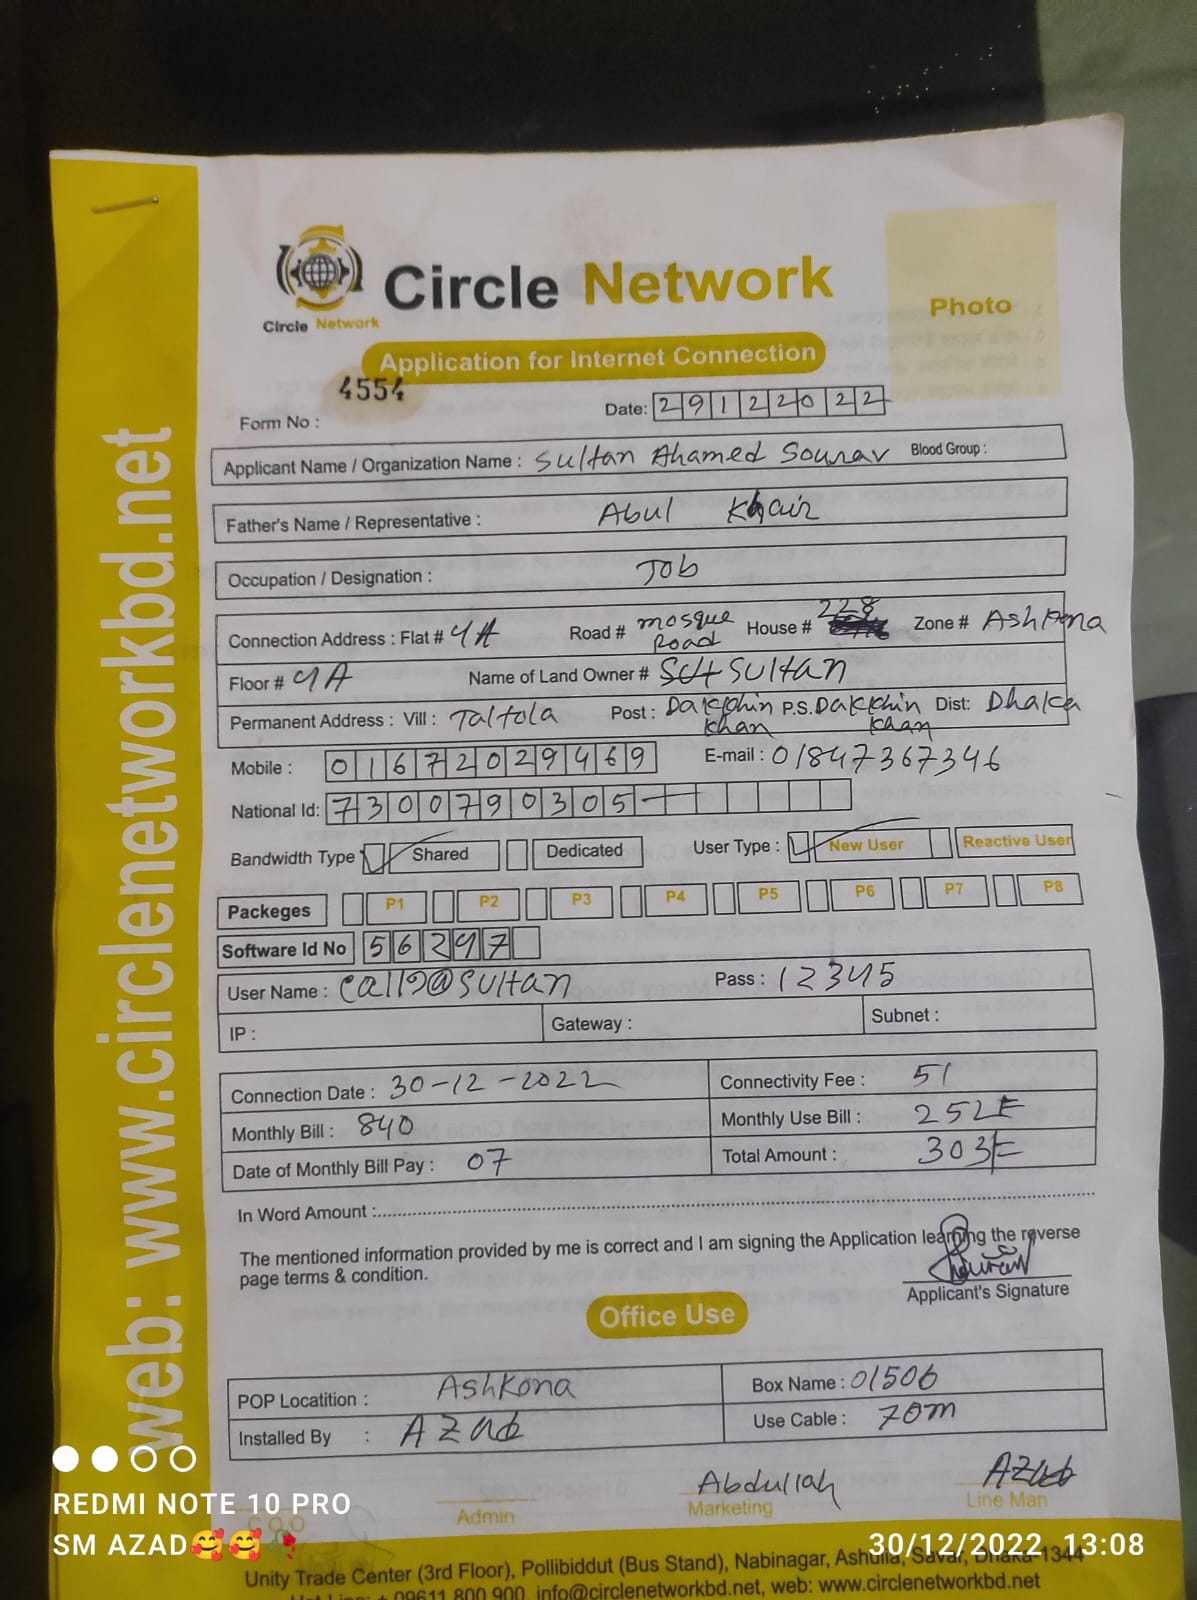 web: www.circlenetworkbd.net
Circle Network
Circle Network
Photo
Application for Internet Connection
4554
Form No :
Date: 29122022
Applicant Name / Organization Name : Sultan Ahamed Sourav Blood Group :
Father's Name / Representative : Abul Khair
Occupation / Designation : Job
Connection Address : Flat # 4A Road # mosque Road House # 228 Zone # Ashkona
Floor # 4A Name of Land Owner # Sultan
Permanent Address : Vill : Taltola Post : Dakkhin khan P.S. Dakkhin khan Dist: Dhaka
Mobile : 01672029469 E-mail : 01847367346
National Id: 7300790305
Bandwidth Type Shared Dedicated User Type : New User Reactive User
Packeges P1 P2 P3 P4 P5 P6 P7 P8
Software Id No 56297
User Name : Call9@sultan Pass : 12345
IP : Gateway : Subnet :
Connection Date : 30-12-2022 Connectivity Fee : 51
Monthly Bill : 840 Monthly Use Bill : 252/=
Date of Monthly Bill Pay : 07 Total Amount : 303/=
In Word Amount :
The mentioned information provided by me is correct and I am signing the Application learning the reverse
page terms & condition.
Sourav
Applicant's Signature
Office Use
POP Locatition : Ashkona Box Name : 01506
Installed By : Azad Use Cable : 70m
Abdullah Azad
Admin Marketing Line Man
REDMI NOTE 10 PRO
SM AZAD🥰🥰🥀 30/12/2022 13:08
Unity Trade Center (3rd Floor), Pollibiddut (Bus Stand), Nabinagar, Ashulia, Savar, Dhaka-1344
09611 800 900, info@circlenetworkbd.net, web: www.circlenetworkbd.net